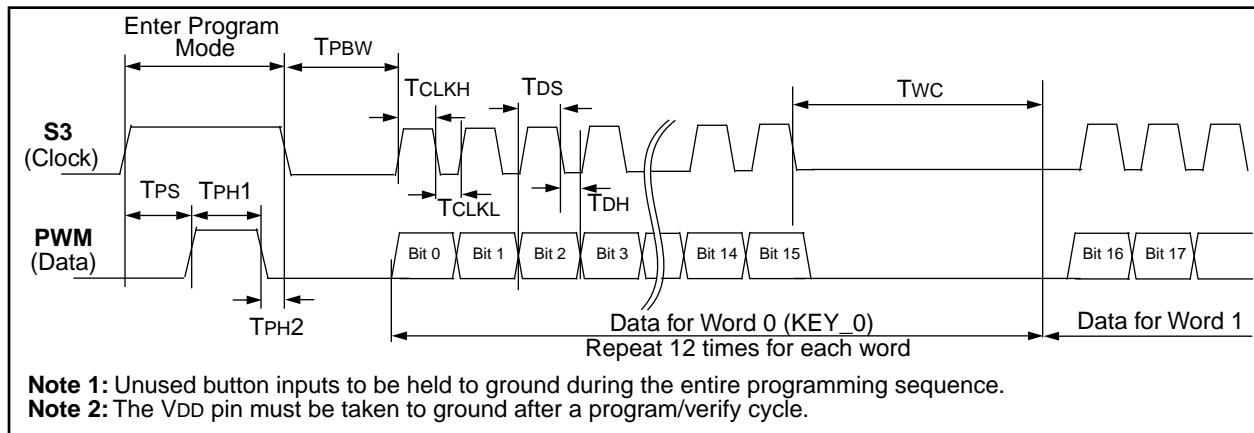 Enter Program
Mode
TPBW
TCLKH
TDS
TWC
S3
(Clock)
TPS
TPH1
TCLKL
TDH
PWM
(Data)
Bit 0
Bit 1
Bit 2
Bit 3
Bit 14
Bit 15
Bit 16
Bit 17
TPH2
Data for Word 0 (KEY_0)
Repeat 12 times for each word
Data for Word 1
Note 1: Unused button inputs to be held to ground during the entire programming sequence.
Note 2: The VDD pin must be taken to ground after a program/verify cycle.